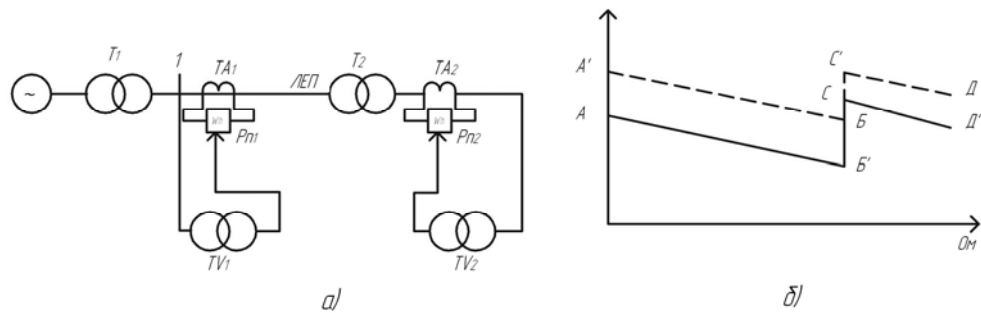 T1
1
TA1
ЛЕП
T2
TA2
~
Wh
Pп1
Wh
Pп2
TV1
TV2
а)
A'
A
C'
C
Б
Б'
Д
Д'
Ом
б)